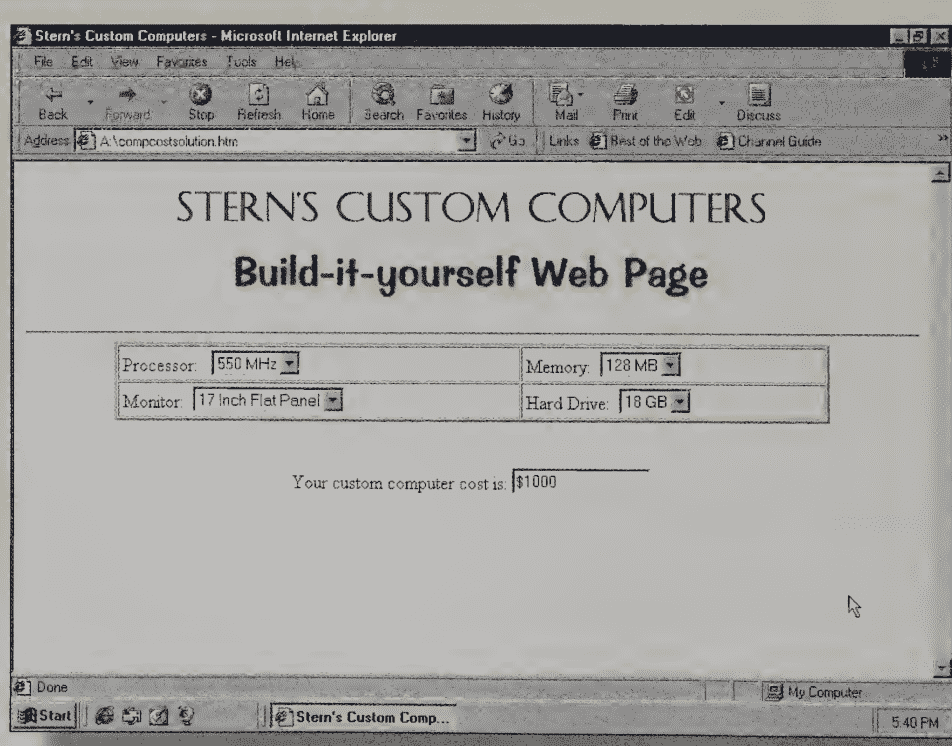 Stern's Custom Computers - Microsoft Internet Explorer
File Edit View Favorites Tools Help
Back Forward Stop Refresh Home Search Favorites History Mail Print Edit Discuss
Address A:\compcostsolution.htm Go Links Best of the Web Channel Guide »
STERN'S CUSTOM COMPUTERS
Build-it-yourself Web Page
Processor: 550 MHz Memory: 128 MB
Monitor: 17 Inch Flat Panel Hard Drive: 18 GB
Your custom computer cost is: $1000
Done My Computer
Start Stern's Custom Comp... 5:40 PM